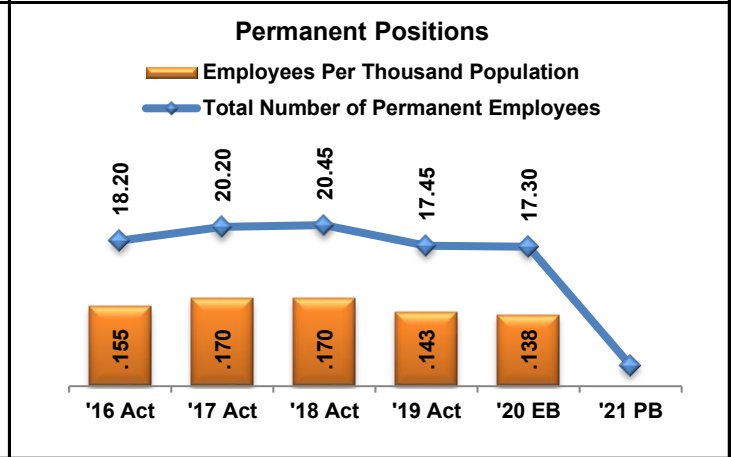 Permanent Positions
Employees Per Thousand Population
Total Number of Permanent Employees
18.20
20.20
20.45
17.45
17.30
.155
.170
.170
.143
.138
'16 Act
'17 Act
'18 Act
'19 Act
'20 EB
'21 PB